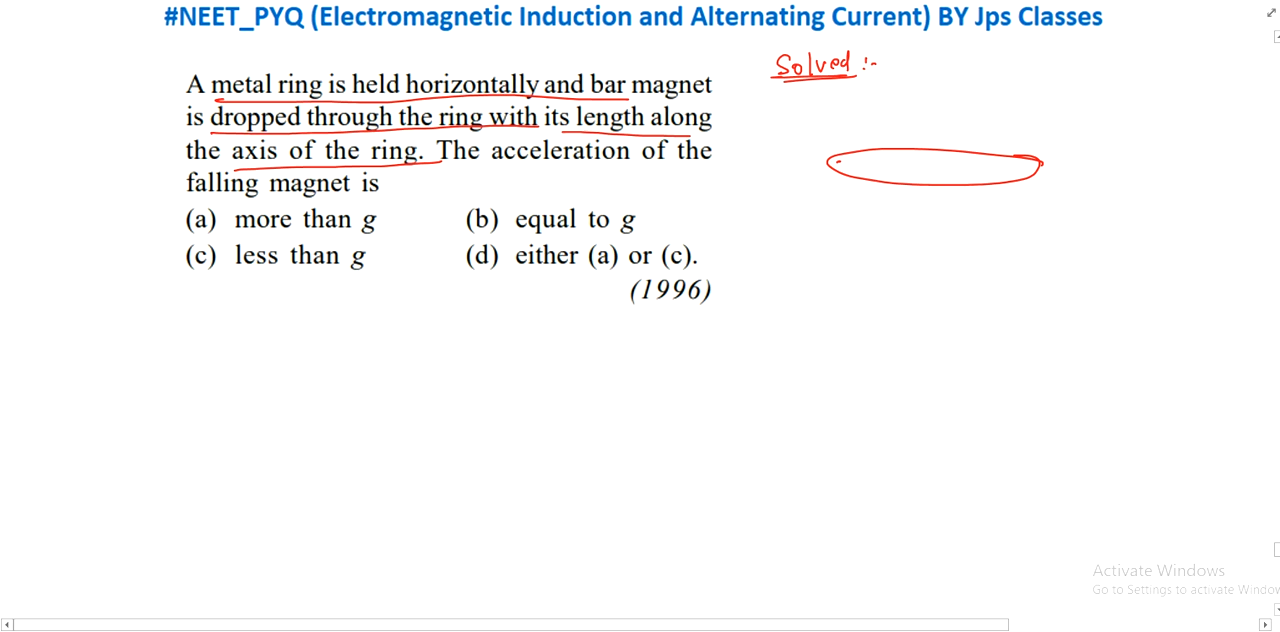 #NEET_PYQ (Electromagnetic Induction and Alternating Current) BY Jps Classes
Solved :-
A metal ring is held horizontally and bar magnet
is dropped through the ring with its length along
the axis of the ring. The acceleration of the
falling magnet is
(a) more than g (b) equal to g
(c) less than g (d) either (a) or (c).
(1996)
Activate Windows
Go to Settings to activate Window